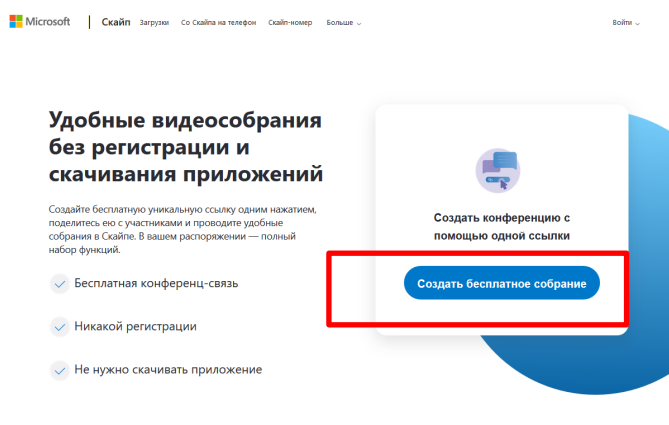 Microsoft Скайп Загрузки Со Скайпа на телефон Скайп-номер Больше Войти
Удобные видеособрания
без регистрации и
скачивания приложений
Создайте бесплатную уникальную ссылку одним нажатием,
поделитесь ею с участниками и проводите удобные
собрания в Скайпе. В вашем распоряжении — полный
набор функций.
Бесплатная конференц-связь
Никакой регистрации
Не нужно скачивать приложение
Создать конференцию с
помощью одной ссылки
Создать бесплатное собрание